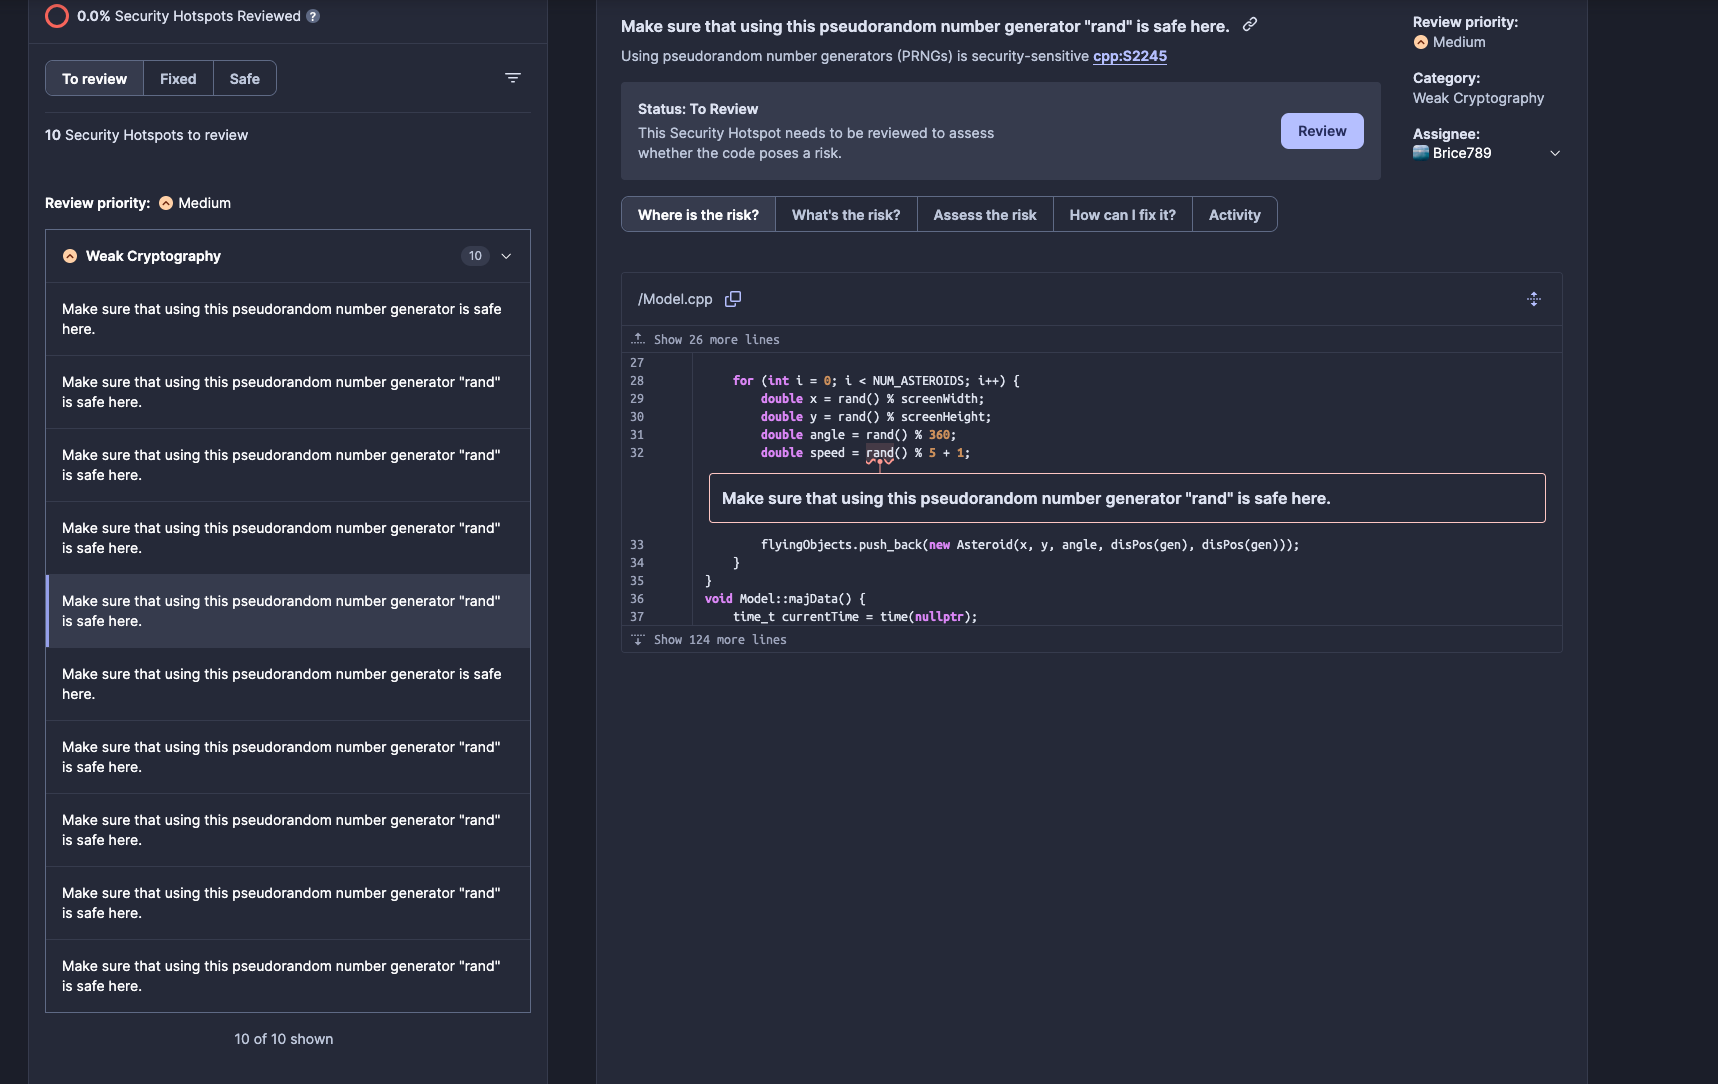 0.0% Security Hotspots Reviewed ?
To review Fixed Safe
10 Security Hotspots to review
Review priority: Medium
Weak Cryptography 10
Make sure that using this pseudorandom number generator is safe
here.
Make sure that using this pseudorandom number generator "rand"
is safe here.
Make sure that using this pseudorandom number generator "rand"
is safe here.
Make sure that using this pseudorandom number generator "rand"
is safe here.
Make sure that using this pseudorandom number generator "rand"
is safe here.
Make sure that using this pseudorandom number generator is safe
here.
Make sure that using this pseudorandom number generator "rand"
is safe here.
Make sure that using this pseudorandom number generator "rand"
is safe here.
Make sure that using this pseudorandom number generator "rand"
is safe here.
Make sure that using this pseudorandom number generator "rand"
is safe here.
10 of 10 shown
Make sure that using this pseudorandom number generator "rand" is safe here.
Using pseudorandom number generators (PRNGs) is security-sensitive cpp:S2245
Status: To Review
This Security Hotspot needs to be reviewed to assess
whether the code poses a risk.
Review
Review priority:
Medium
Category:
Weak Cryptography
Assignee:
Brice789
Where is the risk? What's the risk? Assess the risk How can I fix it? Activity
/Model.cpp
Show 26 more lines
27
28 for (int i = 0; i < NUM_ASTEROIDS; i++) {
29 double x = rand() % screenWidth;
30 double y = rand() % screenHeight;
31 double angle = rand() % 360;
32 double speed = rand() % 5 + 1;
Make sure that using this pseudorandom number generator "rand" is safe here.
33 flyingObjects.push_back(new Asteroid(x, y, angle, disPos(gen), disPos(gen)));
34 }
35 }
36 void Model::majData() {
37 time_t currentTime = time(nullptr);
Show 124 more lines